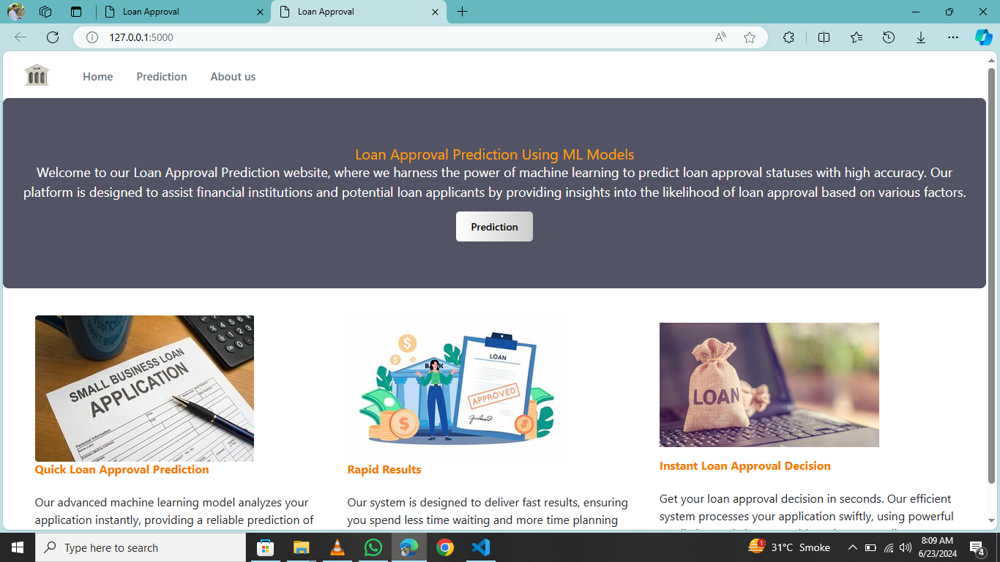 Loan Approval
Loan Approval
127.0.0.1:5000
BANK
Home
Prediction
About us
Loan Approval Prediction Using ML Models
Welcome to our Loan Approval Prediction website, where we harness the power of machine learning to predict loan approval statuses with high accuracy. Our
platform is designed to assist financial institutions and potential loan applicants by providing insights into the likelihood of loan approval based on various factors.
Prediction
SMALL BUSINESS LOAN
APPLICATION
Personal Information
Quick Loan Approval Prediction
Our advanced machine learning model analyzes your
application instantly, providing a reliable prediction of
BANK
LOAN
APPROVED
Rapid Results
Our system is designed to deliver fast results, ensuring
you spend less time waiting and more time planning
LOAN
Instant Loan Approval Decision
Get your loan approval decision in seconds. Our efficient
system processes your application swiftly, using powerful
Type here to search
1
31°C Smoke
8:09 AM
6/23/2024
4